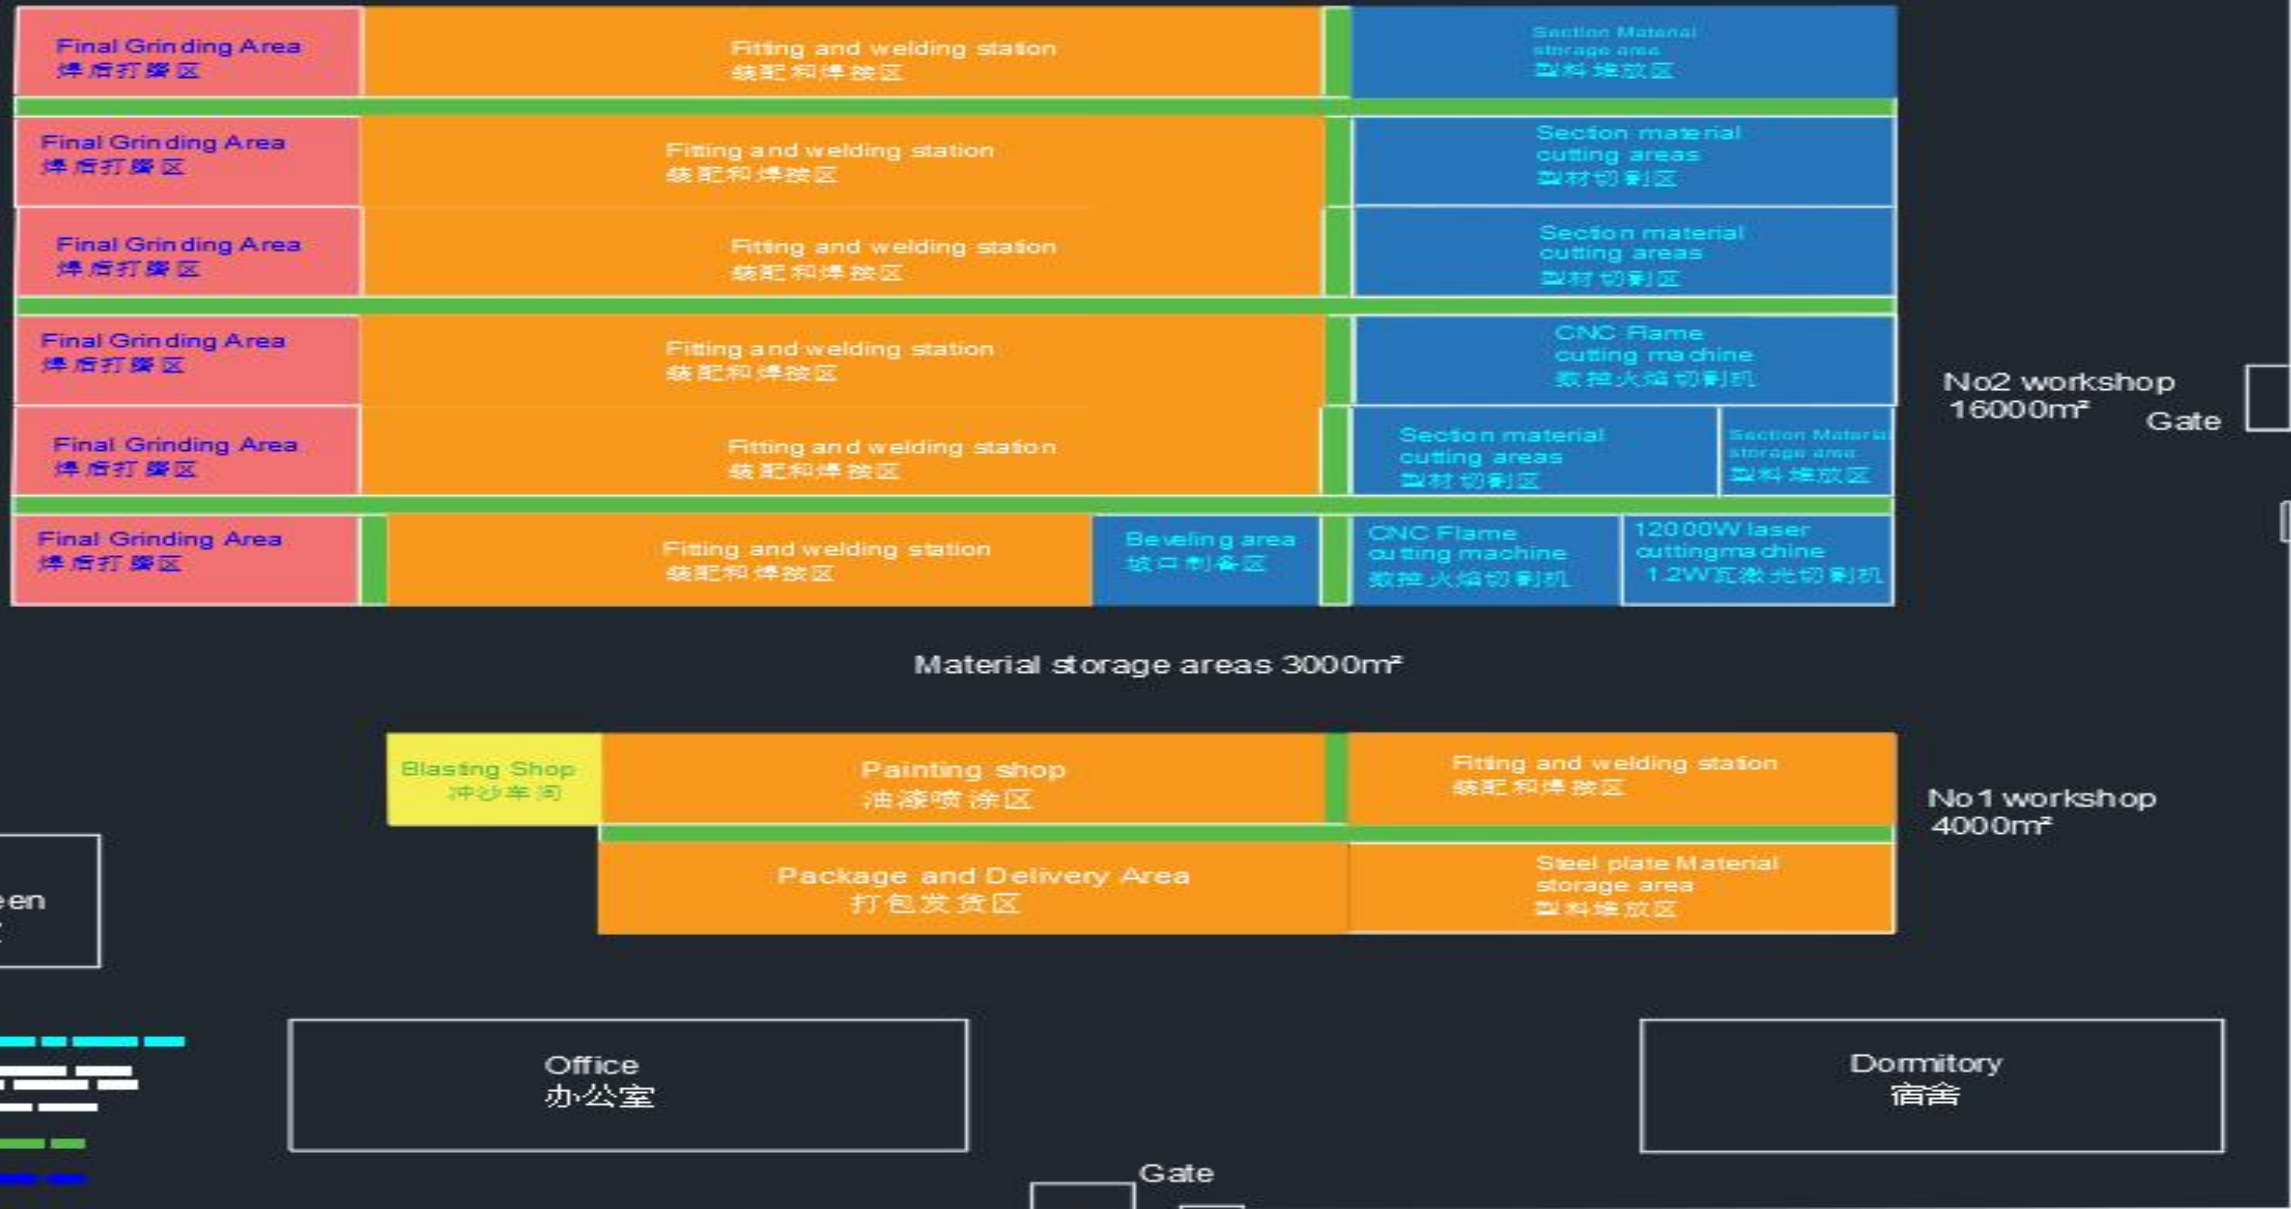 Final Grinding Area
焊后打磨区
Fitting and welding station
装配和焊接区
Section Material
storage area
型料堆放区
Final Grinding Area
焊后打磨区
Fitting and welding station
装配和焊接区
Section material
cutting areas
型材切割区
Final Grinding Area
焊后打磨区
Fitting and welding station
装配和焊接区
Section material
cutting areas
型材切割区
Final Grinding Area
焊后打磨区
Fitting and welding station
装配和焊接区
CNC Flame
cutting machine
数控火焰切割机
No2 workshop
16000m²
Gate
Final Grinding Area
焊后打磨区
Fitting and welding station
装配和焊接区
Section material
cutting areas
型材切割区
Section Material
storage area
型料堆放区
Final Grinding Area
焊后打磨区
Fitting and welding station
装配和焊接区
Beveling area
坡口制备区
CNC Flame
cutting machine
数控火焰切割机
12000W laser
cuttingmachine
1.2W瓦激光切割机
Material storage areas 3000m²
Blasting Shop
冲沙车间
Painting shop
油漆喷涂区
Fitting and welding station
装配和焊接区
No1 workshop
4000m²
Package and Delivery Area
打包发货区
Steel plate Material
storage area
型料堆放区
een
Office
办公室
Dormitory
宿舍
Gate